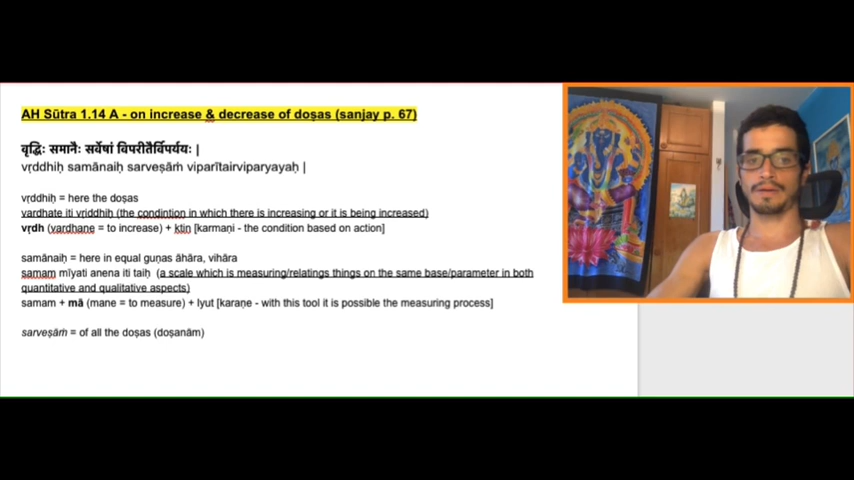 AH Sūtra 1.14 A - on increase & decrease of doṣas (sanjay p. 67)
वृद्धिः समानैः सर्वेषां विपरीतैर्विपर्ययः |
vṛddhiḥ samānaiḥ sarveṣāṁ viparītairviparyayaḥ |
vṛddhiḥ = here the doṣas
vardhate iti vṛiddhiḥ (the condintion in which there is increasing or it is being increased)
vṛdh (vardhane = to increase) + ktin [karmaṇi - the condition based on action]
samānaiḥ = here in equal guṇas āhāra, vihāra
samam mīyati anena iti taiḥ (a scale which is measuring/relatings things on the same base/parameter in both
quantitative and qualitative aspects)
samam + mā (mane = to measure) + lyut [karaṇe - with this tool it is possible the measuring process]
sarveṣāṁ = of all the doṣas (doṣanām)